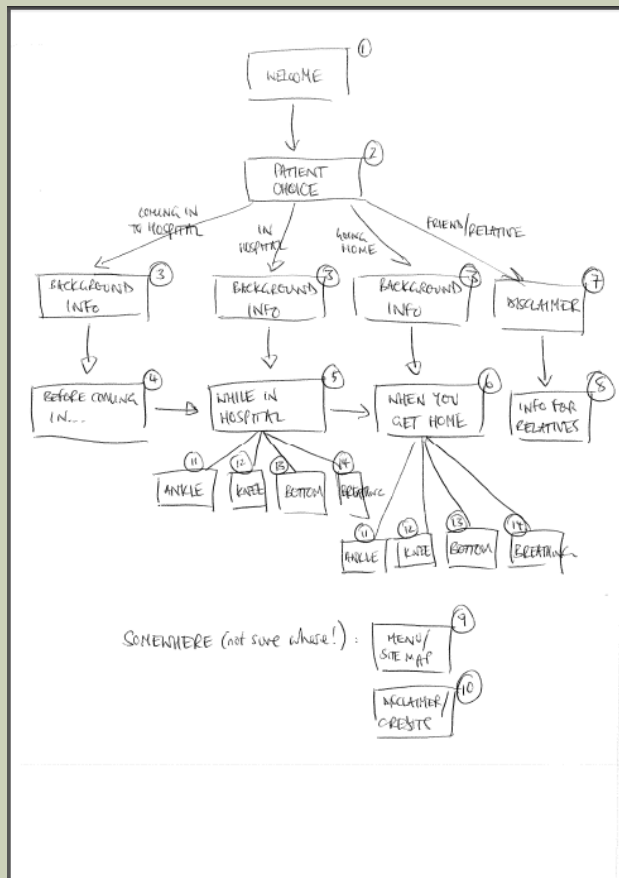 1
WELCOME
2
PATIENT
CHOICE
COMING IN
TO HOSPITAL
IN
HOSPITAL
GOING
HOME
FRIEND/RELATIVE
3
BACKGROUND
INFO
3
BACKGROUND
INFO
3
BACKGROUND
INFO
7
DISCLAIMER
4
BEFORE COMING
IN...
5
WHILE IN
HOSPITAL
6
WHEN YOU
GET HOME
8
INFO FOR
RELATIVES
11
ANKLE
12
KNEE
13
BOTTOM
14
BREATHING
11
ANKLE
12
KNEE
13
BOTTOM
14
BREATHING
SOMEWHERE (not sure where!):
9
MENU/
SITE MAP
10
DISCLAIMER/
CREDITS